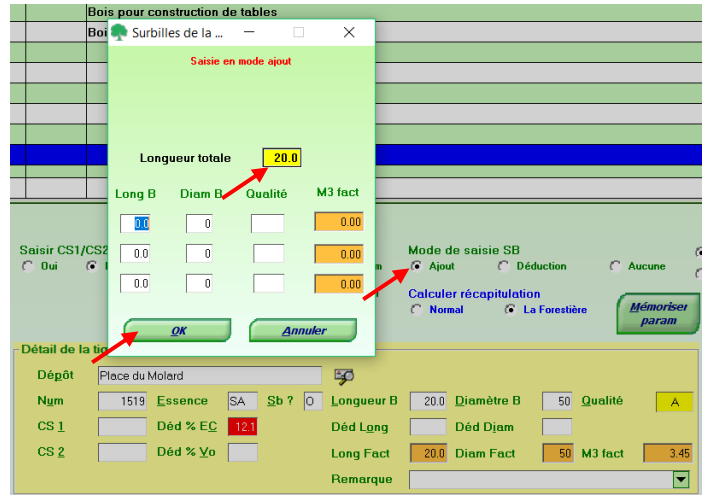 Bois pour construction de tables
Boi
Surbilles de la ...
Saisie en mode ajout
Longueur totale 20.0
Long B Diam B Qualité M3 fact
0.0 0 0.00
0.0 0 0.00
0.0 0 0.00
OK Annuler
Saisir CS1/CS2
Oui
Mode de saisie SB
Ajout Déduction Aucune
Calculer récapitulation
Normal La Forestière
Mémoriser
param
Détail de la tig
Dépôt Place du Molard
Num 1519 Essence SA Sb ? O Longueur B 20.0 Diamètre B 50 Qualité A
CS 1 Déd % EC 12.1 Déd Long Déd Djam
CS 2 Déd % Vo Long Fact 20.0 Diam Fact 50 M3 fact 3.45
Remarque